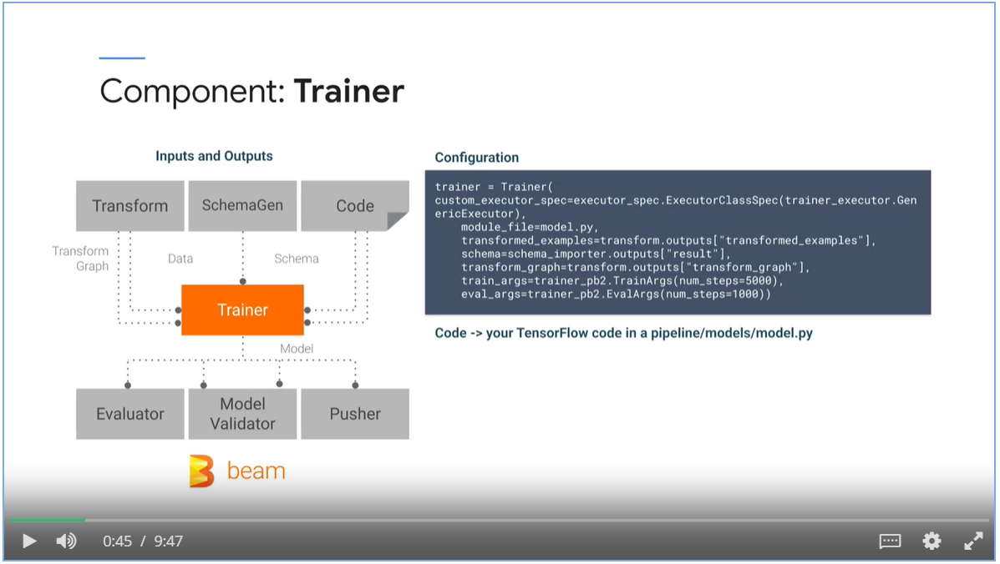 Component: Trainer
Inputs and Outputs
Transform
SchemaGen
Code
Transform
Graph
Data
Schema
Trainer
Model
Evaluator
Model
Validator
Pusher
beam
Configuration
trainer = Trainer(
custom_executor_spec=executor_spec.ExecutorClassSpec(trainer_executor.Gen
ericExecutor),
    module_file=model.py,
    transformed_examples=transform.outputs["transformed_examples"],
    schema=schema_importer.outputs["result"],
    transform_graph=transform.outputs["transform_graph"],
    train_args=trainer_pb2.TrainArgs(num_steps=5000),
    eval_args=trainer_pb2.EvalArgs(num_steps=1000))
Code -> your TensorFlow code in a pipeline/models/model.py
0:45 / 9:47